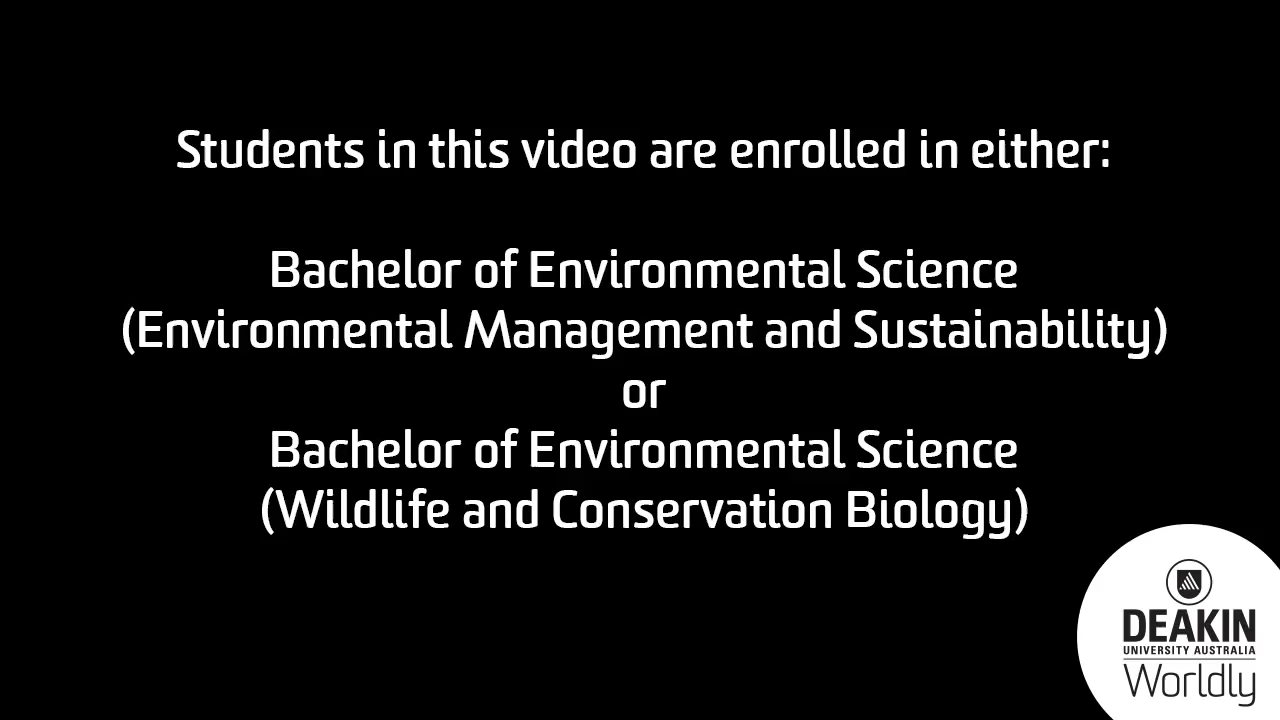 Students in this video are enrolled in either:
Bachelor of Environmental Science
(Environmental Management and Sustainability)
or
Bachelor of Environmental Science
(Wildlife and Conservation Biology)
DEAKIN
UNIVERSITY AUSTRALIA
Worldly